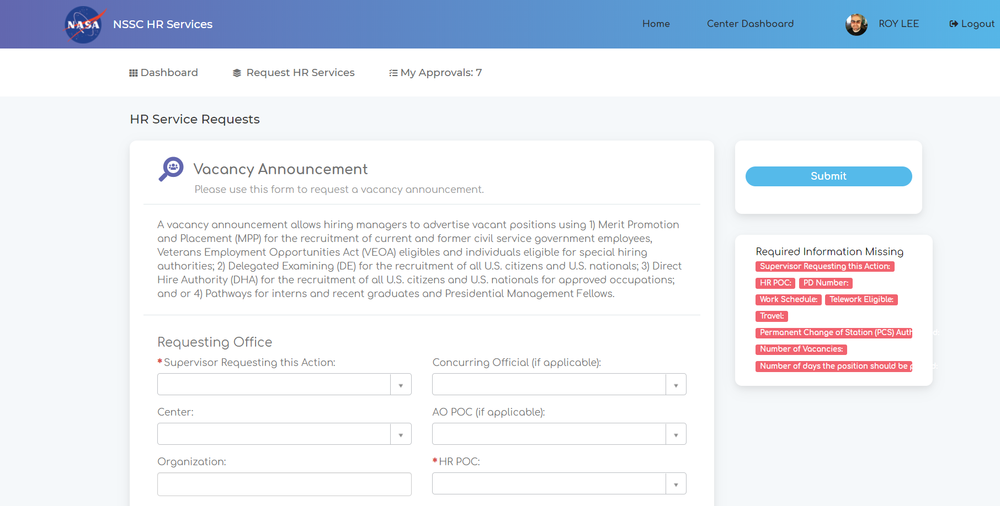 NASA
NSSC HR Services
Home
Center Dashboard
ROY LEE
Logout
Dashboard
Request HR Services
My Approvals: 7
HR Service Requests
Vacancy Announcement
Please use this form to request a vacancy announcement.
A vacancy announcement allows hiring managers to advertise vacant positions using 1) Merit Promotion
and Placement (MPP) for the recruitment of current and former civil service government employees,
Veterans Employment Opportunities Act (VEOA) eligibles and individuals eligible for special hiring
authorities; 2) Delegated Examining (DE) for the recruitment of all U.S. citizens and U.S. nationals; 3) Direct
Hire Authority (DHA) for the recruitment of all U.S. citizens and U.S. nationals for approved occupations;
and or 4) Pathways for interns and recent graduates and Presidential Management Fellows.
Requesting Office
*Supervisor Requesting this Action:
Concurring Official (if applicable):
Center:
AO POC (if applicable):
Organization:
*HR POC:
Submit
Required Information Missing
Supervisor Requesting this Action:
HR POC: PD Number:
Work Schedule: Telework Eligible:
Travel:
Permanent Change of Station (PCS)
Number of Vacancies:
Number of days the position should be